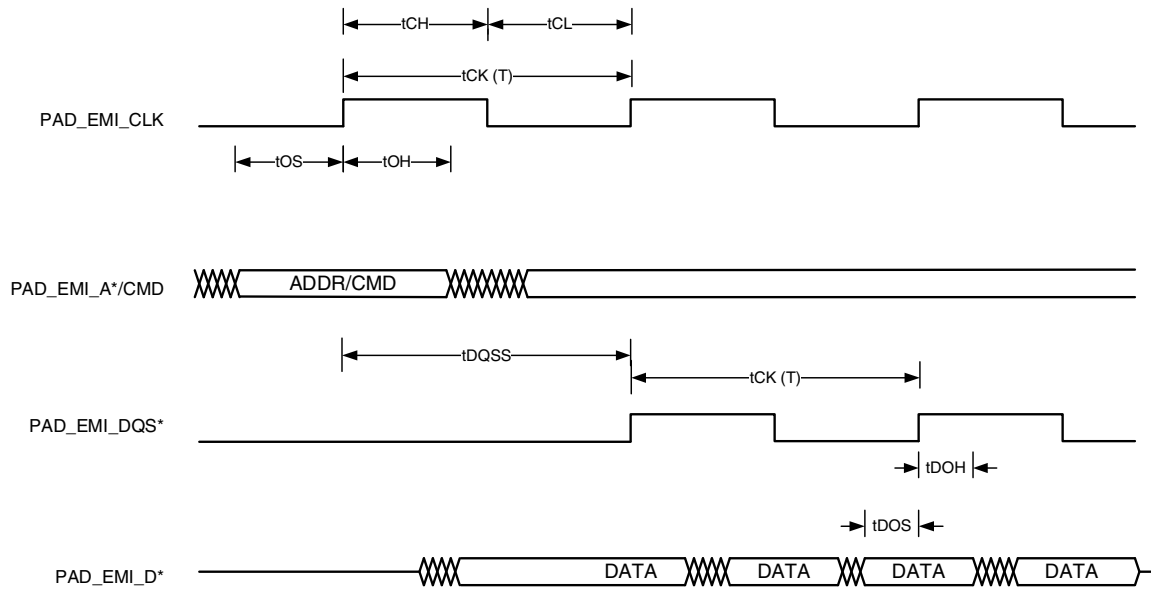 tCH
tCL
tCK (T)
PAD_EMI_CLK
tOS
tOH
PAD_EMI_A*/CMD
ADDR/CMD
tDQSS
tCK (T)
PAD_EMI_DQS*
tDOH
tDOS
PAD_EMI_D*
DATA
DATA
DATA
DATA